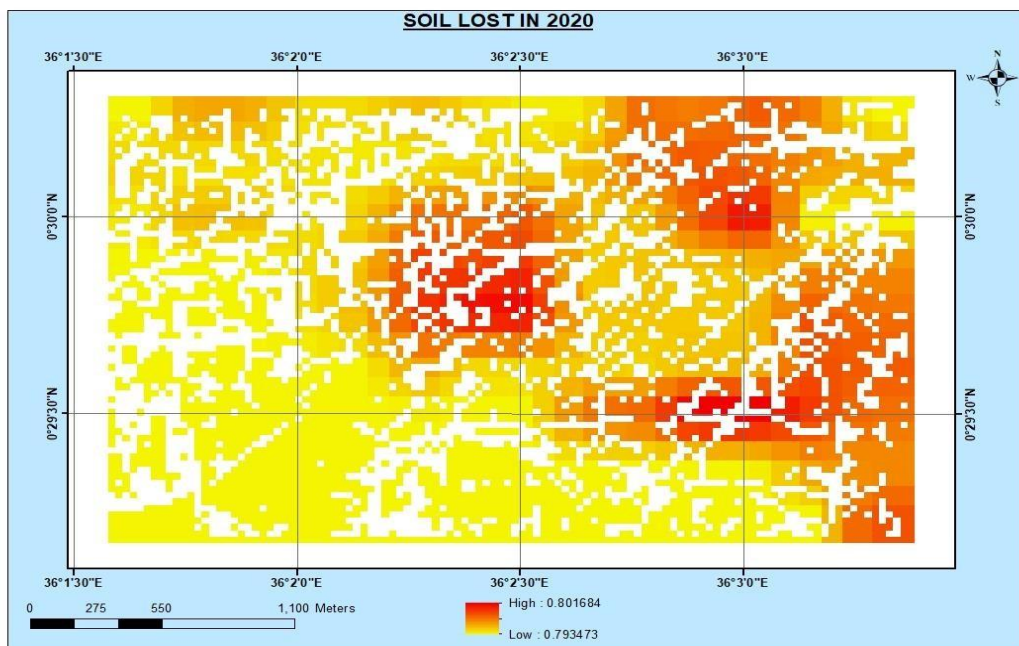 SOIL LOST IN 2020
36°1'30"E 36°2'0"E 36°2'30"E 36°3'0"E
N
W
S
0°30'0"N 0°30'0"N
0°29'30"N 0°29'30"N
36°1'30"E 36°2'0"E 36°2'30"E 36°3'0"E
0 275 550 1,100 Meters
High : 0.801684
Low : 0.793473